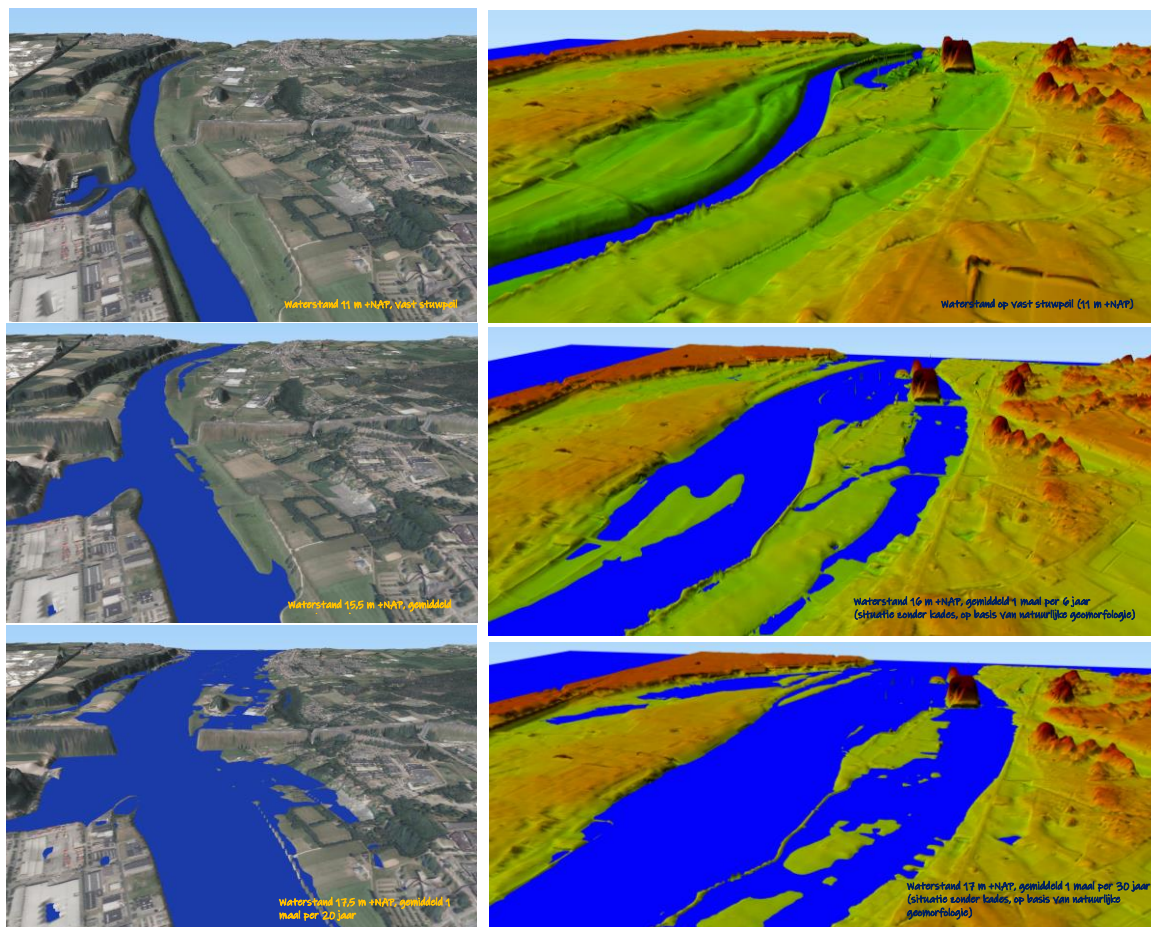 Waterstand 11 m +NAP, vast stuwpeil
Waterstand op vast stuwpeil (11 m +NAP)
Waterstand 15,5 m +NAP, gemiddeld
Waterstand 16 m +NAP, gemiddeld 1 maal per 6 jaar
(situatie zonder kades, op basis van natuurlijke geomorfologie)
Waterstand 17,5 m +NAP, gemiddeld 1
maal per 20 jaar
Waterstand 17 m +NAP, gemiddeld 1 maal per 30 jaar
(situatie zonder kades, op basis van natuurlijke
geomorfologie)